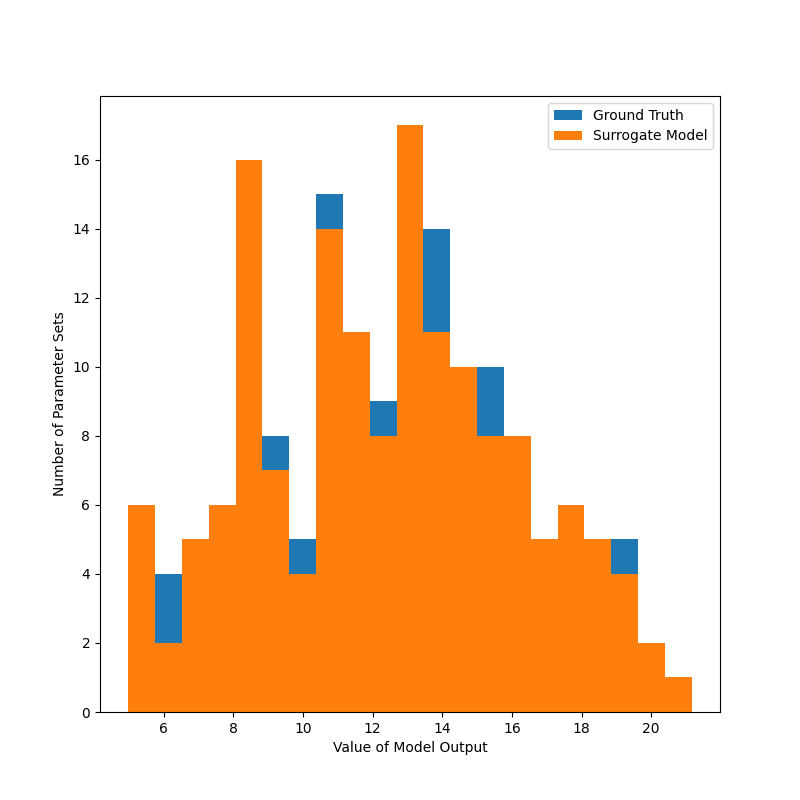 Ground Truth
Surrogate Model
16
14
12
10
8
6
4
2
0
Number of Parameter Sets
6 8 10 12 14 16 18 20
Value of Model Output